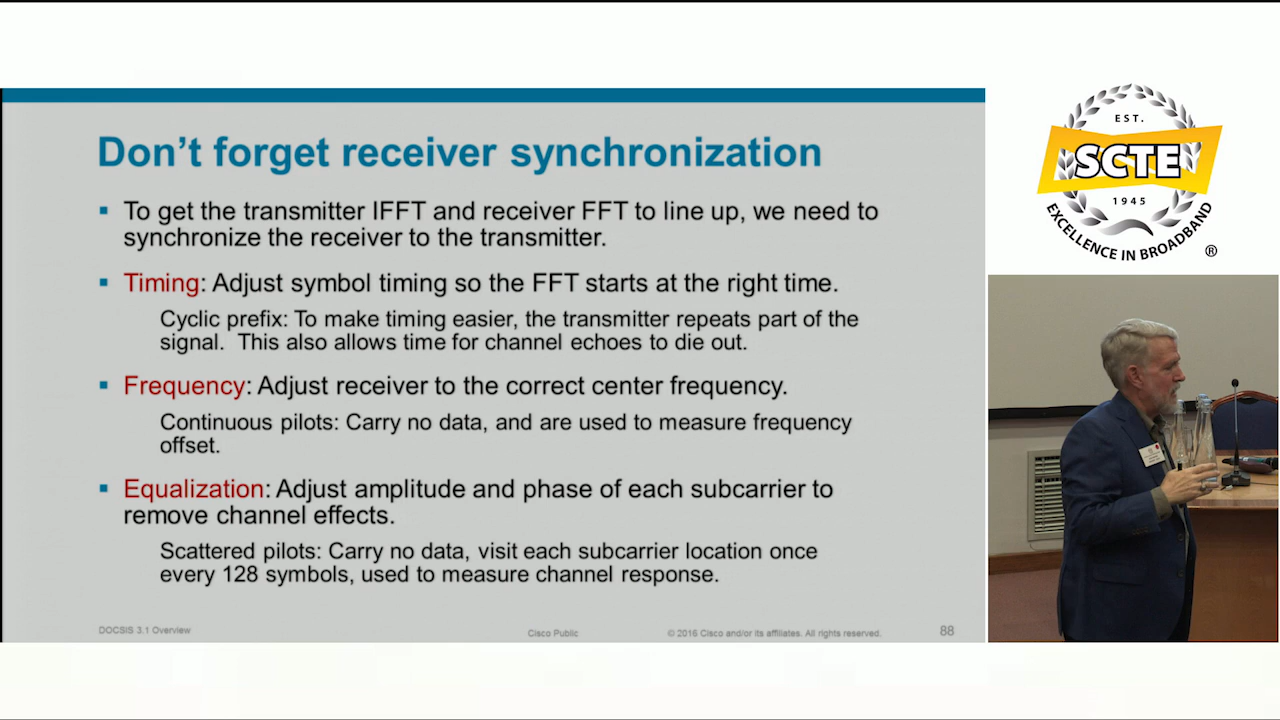 Don't forget receiver synchronization
▪ To get the transmitter IFFT and receiver FFT to line up, we need to
synchronize the receiver to the transmitter.
▪ Timing: Adjust symbol timing so the FFT starts at the right time.
Cyclic prefix: To make timing easier, the transmitter repeats part of the
signal. This also allows time for channel echoes to die out.
▪ Frequency: Adjust receiver to the correct center frequency.
Continuous pilots: Carry no data, and are used to measure frequency
offset.
▪ Equalization: Adjust amplitude and phase of each subcarrier to
remove channel effects.
Scattered pilots: Carry no data, visit each subcarrier location once
every 128 symbols, used to measure channel response.
DOCSIS 3.1 Overview
Cisco Public
© 2016 Cisco and/or its affiliates. All rights reserved.
88
EST.
SCTE
1945
EXCELLENCE IN BROADBAND
®